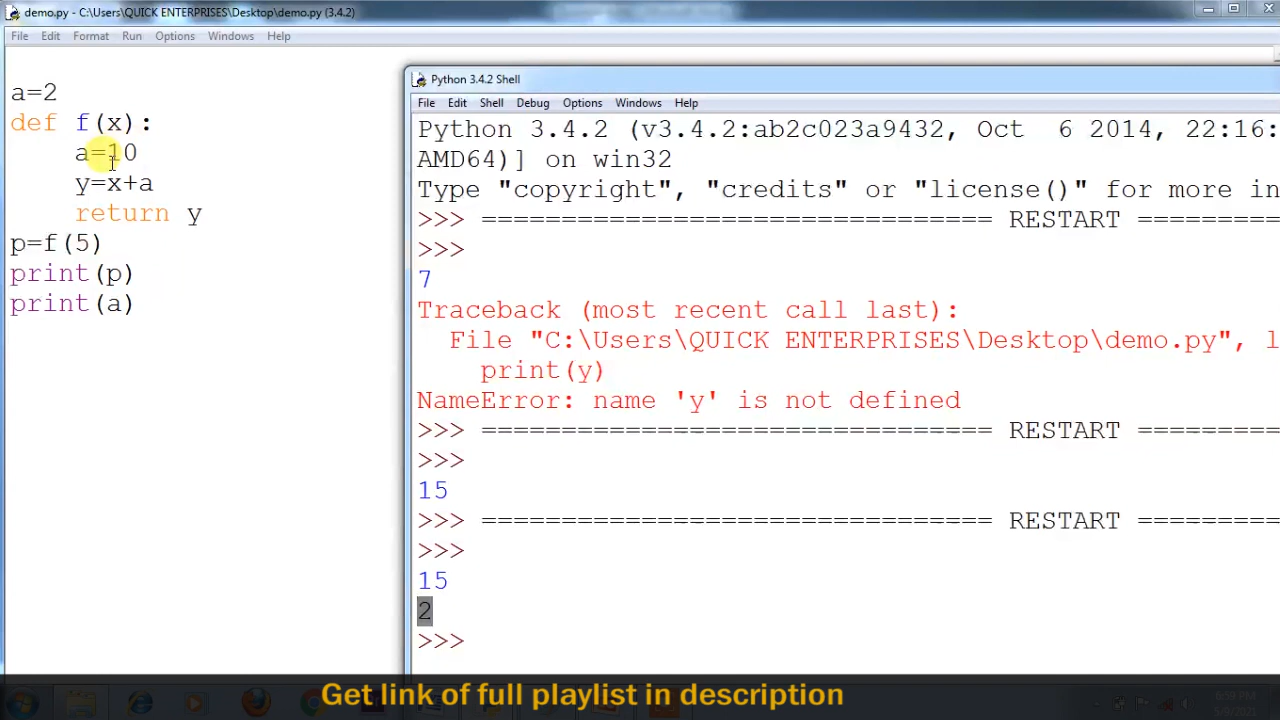 demo.py - C:\Users\QUICK ENTERPRISES\Desktop\demo.py (3.4.2)
File Edit Format Run Options Windows Help
a=2
def f(x):
    a=10
    y=x+a
    return y
p=f(5)
print(p)
print(a)
Python 3.4.2 Shell
File Edit Shell Debug Options Windows Help
Python 3.4.2 (v3.4.2:ab2c023a9432, Oct  6 2014, 22:16:
AMD64)] on win32
Type "copyright", "credits" or "license()" for more in
>>> ================================ RESTART =========
>>>
7
Traceback (most recent call last):
  File "C:\Users\QUICK ENTERPRISES\Desktop\demo.py", l
    print(y)
NameError: name 'y' is not defined
>>> ================================ RESTART =========
>>>
15
>>> ================================ RESTART =========
>>>
15
2
>>>
Get link of full playlist in description